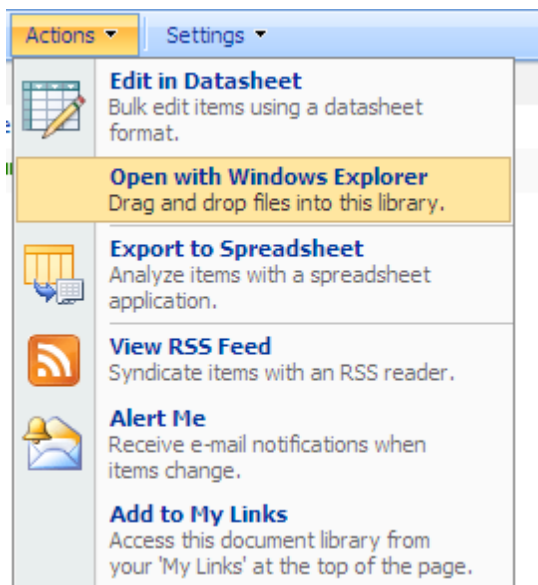 Actions Settings
Edit in Datasheet
Bulk edit items using a datasheet
format.
Open with Windows Explorer
Drag and drop files into this library.
Export to Spreadsheet
Analyze items with a spreadsheet
application.
View RSS Feed
Syndicate items with an RSS reader.
Alert Me
Receive e-mail notifications when
items change.
Add to My Links
Access this document library from
your 'My Links' at the top of the page.